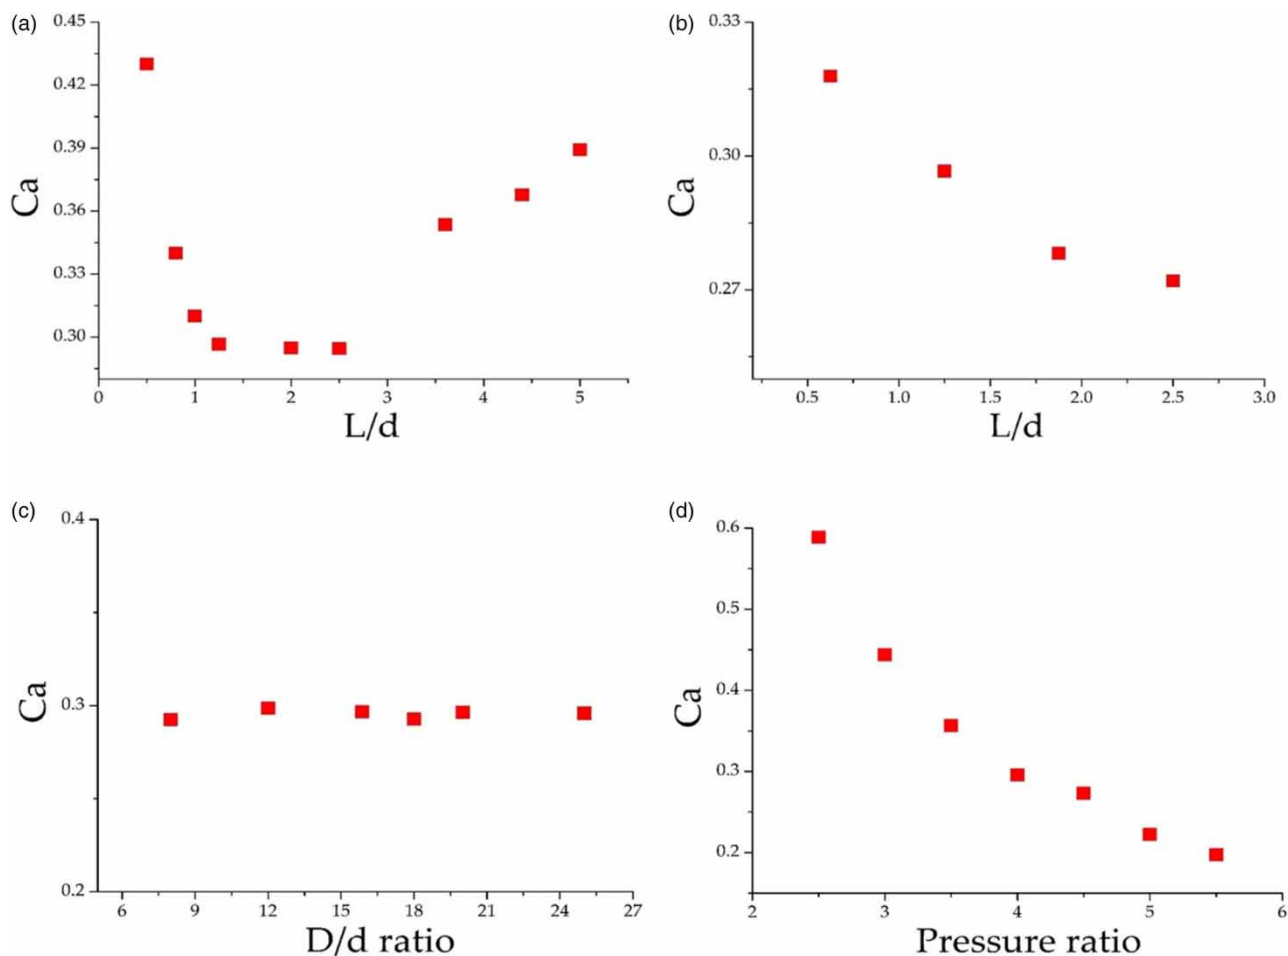 (a)
0.45
0.42
0.39
0.36
0.33
0.30
Ca
0 1 2 3 4 5
L/d
(b)
0.33
0.30
0.27
Ca
0.5 1.0 1.5 2.0 2.5 3.0
L/d
(c)
0.4
0.3
0.2
Ca
6 9 12 15 18 21 24 27
D/d ratio
(d)
0.6
0.5
0.4
0.3
0.2
Ca
2 3 4 5 6
Pressure ratio